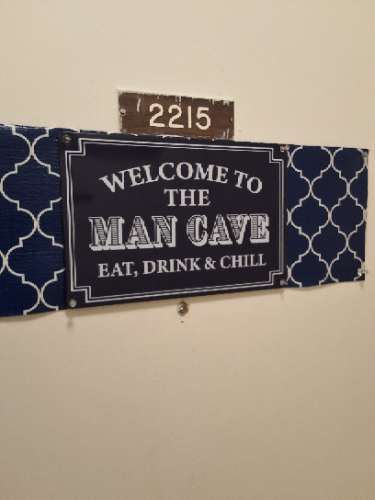 2215
WELCOME TO
THE
MAN CAVE
EAT, DRINK & CHILL